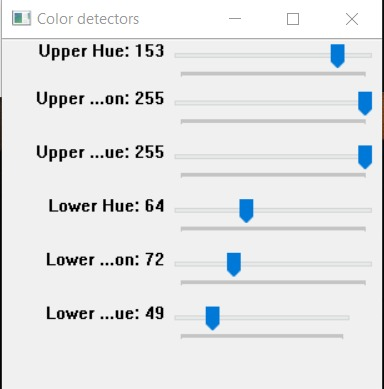 Color detectors
Upper Hue: 153
Upper ...on: 255
Upper ...ue: 255
Lower Hue: 64
Lower ...on: 72
Lower ...ue: 49